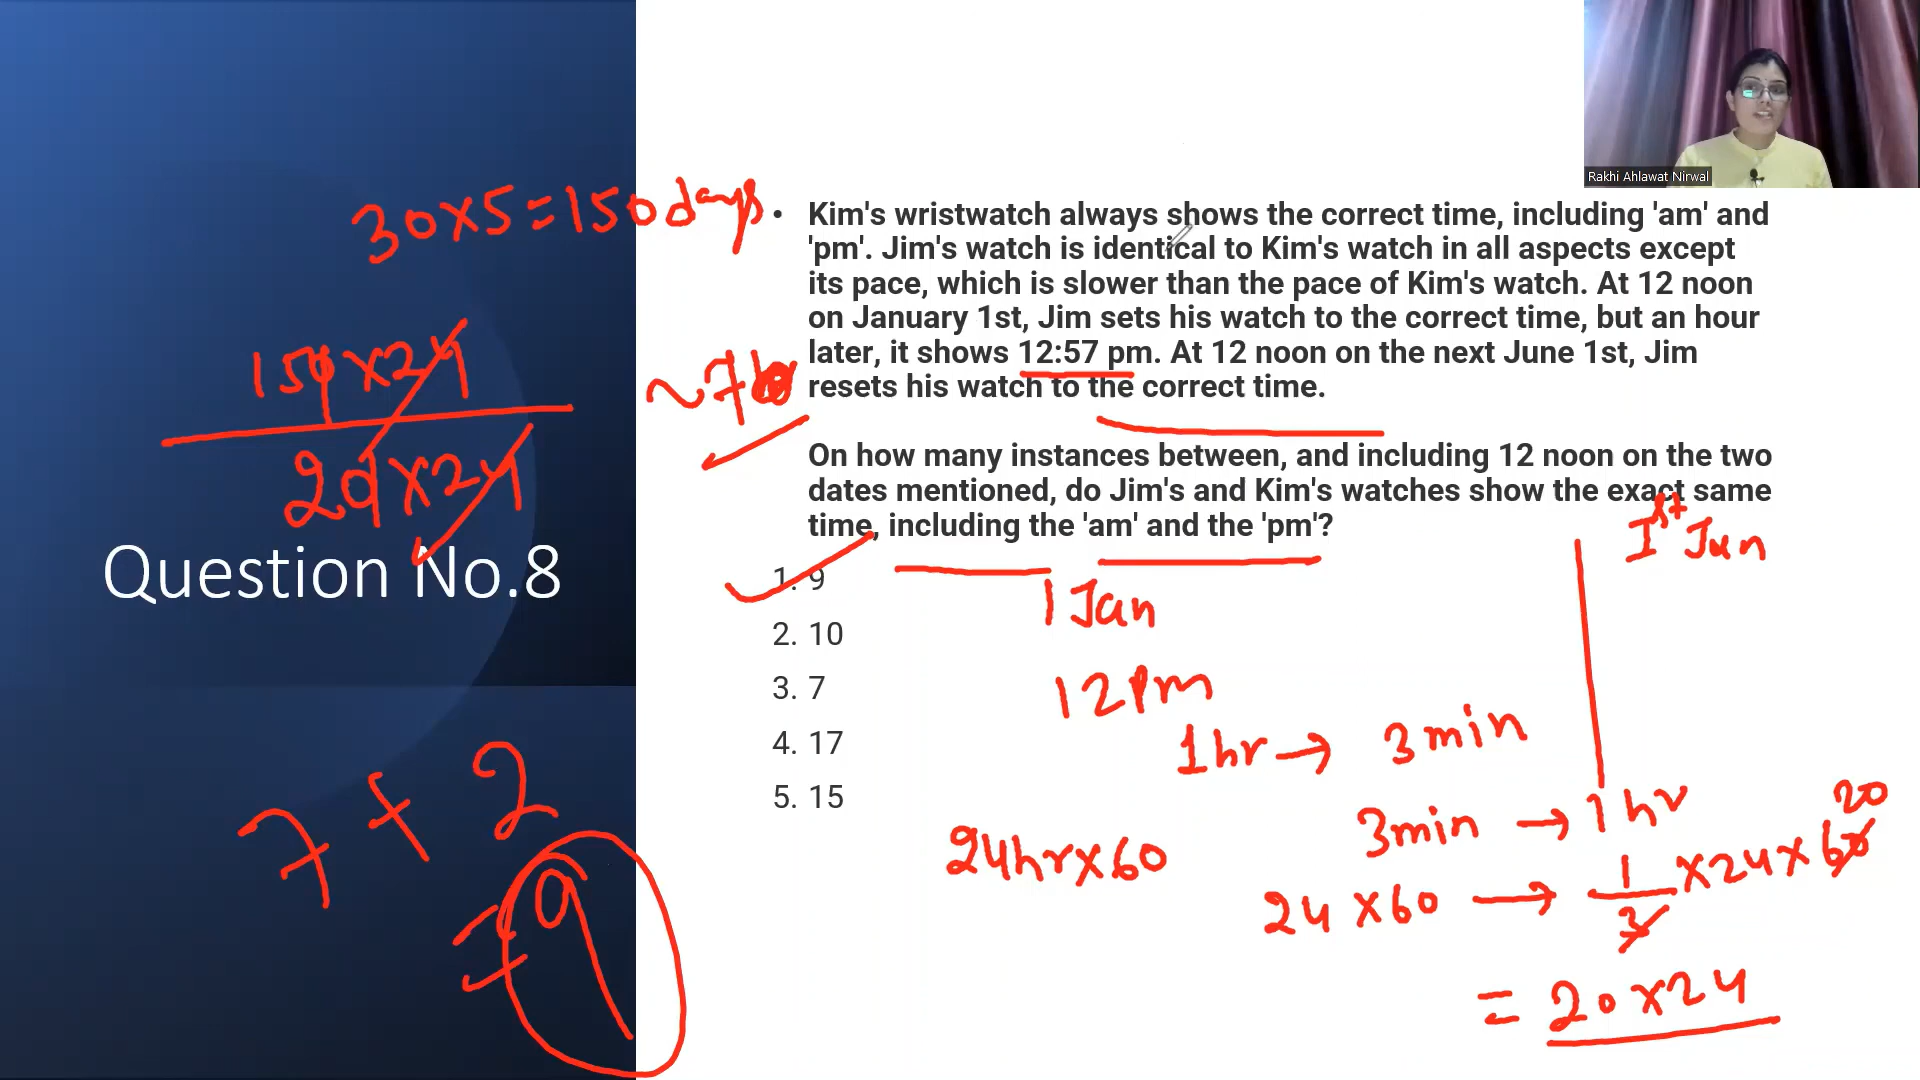 Rakhi Ahlawat Nirwal
30×5=150days
• Kim's wristwatch always shows the correct time, including 'am' and
'pm'. Jim's watch is identical to Kim's watch in all aspects except
its pace, which is slower than the pace of Kim's watch. At 12 noon
on January 1st, Jim sets his watch to the correct time, but an hour
later, it shows 12:57 pm. At 12 noon on the next June 1st, Jim
resets his watch to the correct time.
150×24
20×24
~7
On how many instances between, and including 12 noon on the two
dates mentioned, do Jim's and Kim's watches show the exact same
time, including the 'am' and the 'pm'?
Question No.8
1. 9
2. 10
3. 7
4. 17
5. 15
1 Jan
12pm
Ist Jun
1hr→ 3min
3min →1hr
24hr×60
24×60 → 1/3 ×24×60
20
= 20×24
7+2
=9